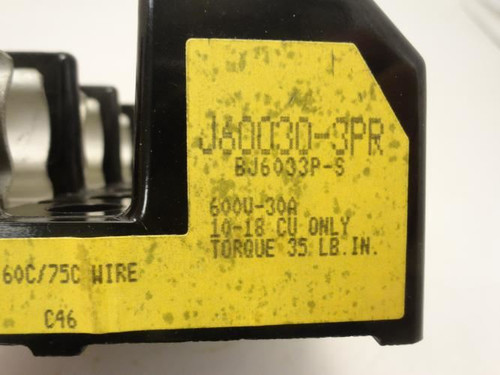 J60030-3PR
BJ6033P-S
600V-30A
10-18 CU ONLY
TORQUE 35 LB.IN.
60C/75C WIRE
C46